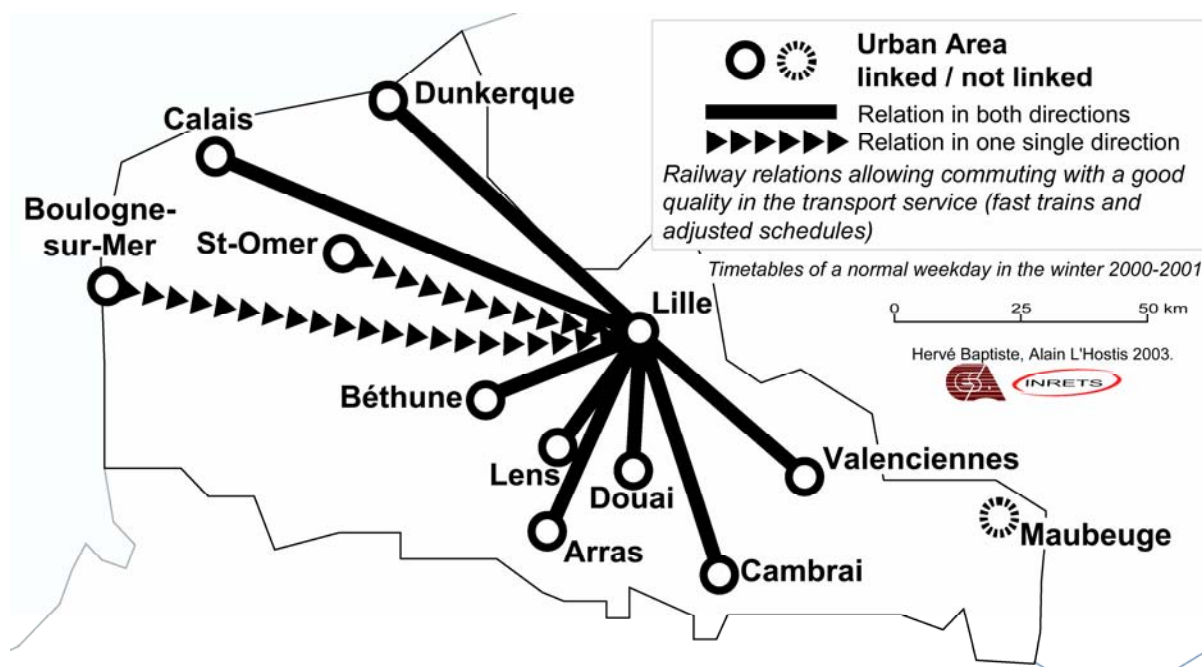 Urban Area
linked / not linked
Relation in both directions
Relation in one single direction
Railway relations allowing commuting with a good
quality in the transport service (fast trains and
adjusted schedules)
Timetables of a normal weekday in the winter 2000-2001
0 25 50 km
Hervé Baptiste, Alain L'Hostis 2003.
INRETS
Dunkerque
Calais
Boulogne-
sur-Mer
St-Omer
Lille
Béthune
Lens
Douai
Valenciennes
Arras
Cambrai
Maubeuge